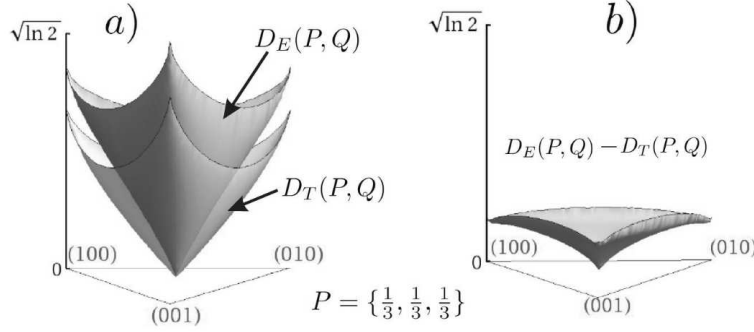 a)
b)
√ln 2
D_E(P, Q)
D_T(P, Q)
0
(100)
(010)
(001)
√ln 2
D_E(P, Q) − D_T(P, Q)
0
(100)
(010)
(001)
P = {1/3, 1/3, 1/3}